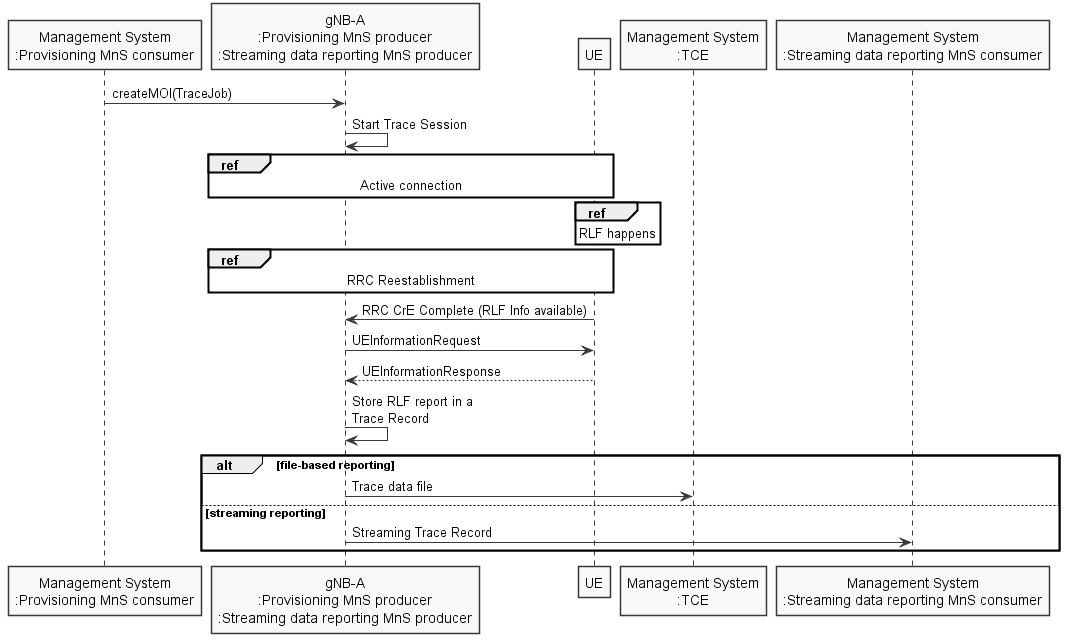 Management System
:Provisioning MnS consumer
gNB-A
:Provisioning MnS producer
:Streaming data reporting MnS producer
UE
Management System
:TCE
Management System
:Streaming data reporting MnS consumer
createMOI(TraceJob)
Start Trace Session
ref
Active connection
ref
RLF happens
ref
RRC Reestablishment
RRC CrE Complete (RLF Info available)
UEInformationRequest
UEInformationResponse
Store RLF report in a
Trace Record
alt [file-based reporting]
Trace data file
[streaming reporting]
Streaming Trace Record
Management System
:Provisioning MnS consumer
gNB-A
:Provisioning MnS producer
:Streaming data reporting MnS producer
UE
Management System
:TCE
Management System
:Streaming data reporting MnS consumer